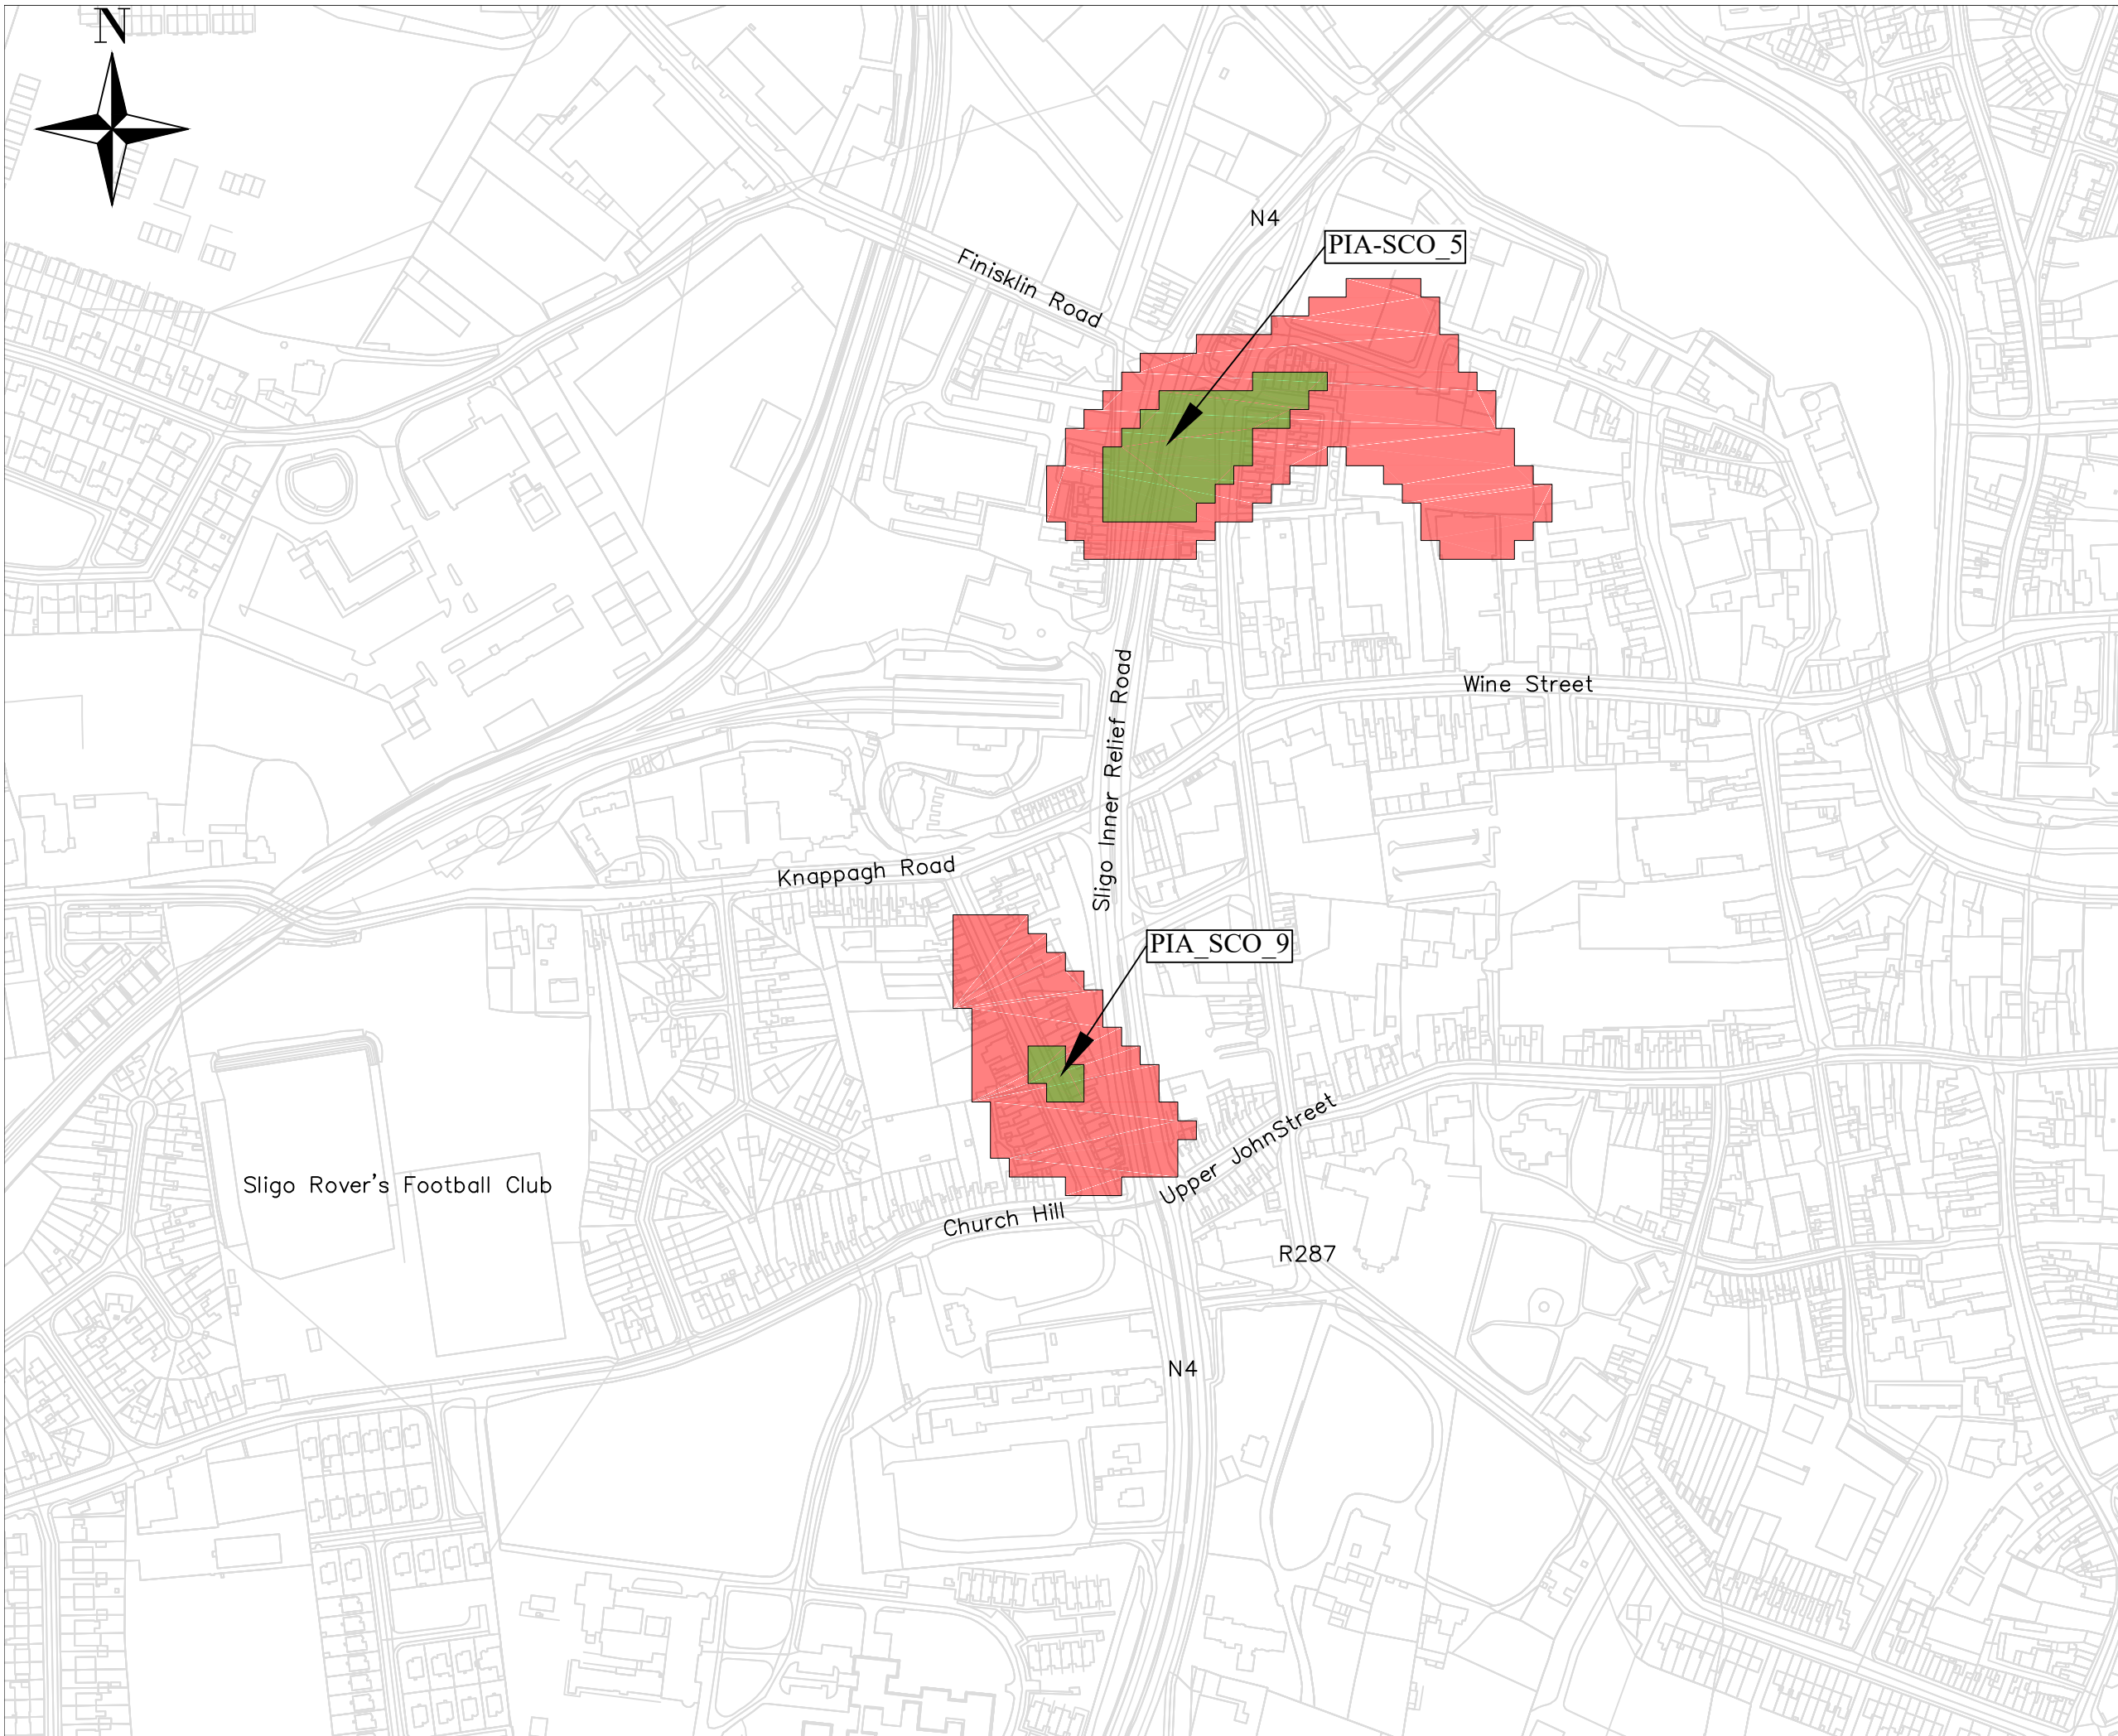 N
N4
PIA-SCO_5
Finisklin Road
Wine Street
Sligo Inner Relief Road
Knappagh Road
PIA_SCO_9
Upper JohnStreet
Sligo Rover's Football Club
Church Hill
R287
N4